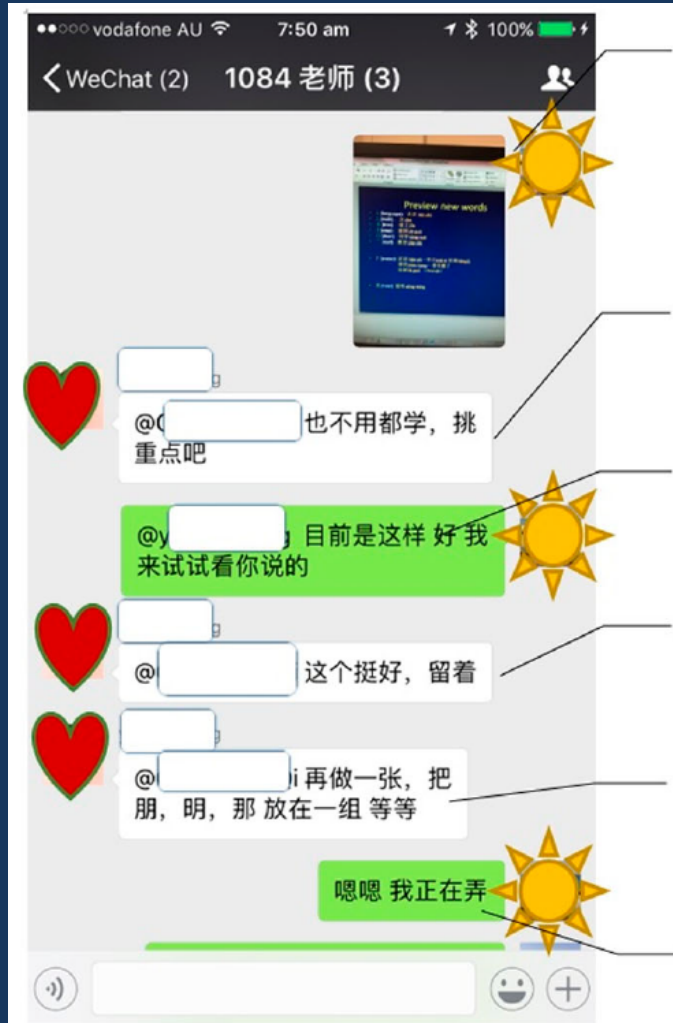 vodafone AU 7:50 am 100%
WeChat (2) 1084 老师 (3)
Preview new words
@ 也不用都学，挑
重点吧
@y 目前是这样 好 我
来试试看你说的
@ 这个挺好，留着
@ i 再做一张，把
朋，明，那 放在一组 等等
嗯嗯 我正在弄